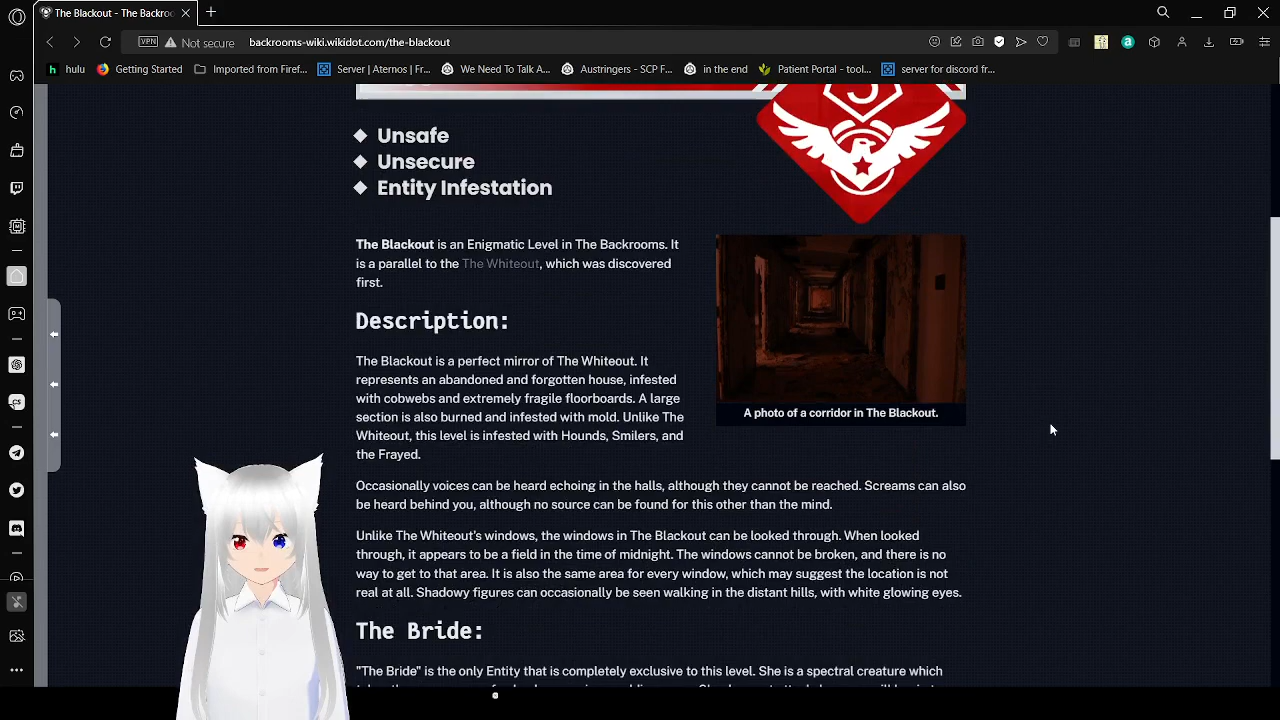 The Blackout - The Backroo
VPN
Not secure
backrooms-wiki.wikidot.com/the-blackout
hulu
Getting Started
Imported from Firef...
Server | Aternos | Fr...
We Need To Talk A...
Austringers - SCP F...
in the end
Patient Portal - tool...
server for discord fr...
Unsafe
Unsecure
Entity Infestation
The Blackout is an Enigmatic Level in The Backrooms. It
is a parallel to the The Whiteout, which was discovered
first.
A photo of a corridor in The Blackout.
Description:
The Blackout is a perfect mirror of The Whiteout. It
represents an abandoned and forgotten house, infested
with cobwebs and extremely fragile floorboards. A large
section is also burned and infested with mold. Unlike The
Whiteout, this level is infested with Hounds, Smilers, and
the Frayed.
Occasionally voices can be heard echoing in the halls, although they cannot be reached. Screams can also
be heard behind you, although no source can be found for this other than the mind.
Unlike The Whiteout's windows, the windows in The Blackout can be looked through. When looked
through, it appears to be a field in the time of midnight. The windows cannot be broken, and there is no
way to get to that area. It is also the same area for every window, which may suggest the location is not
real at all. Shadowy figures can occasionally be seen walking in the distant hills, with white glowing eyes.
The Bride:
"The Bride" is the only Entity that is completely exclusive to this level. She is a spectral creature which